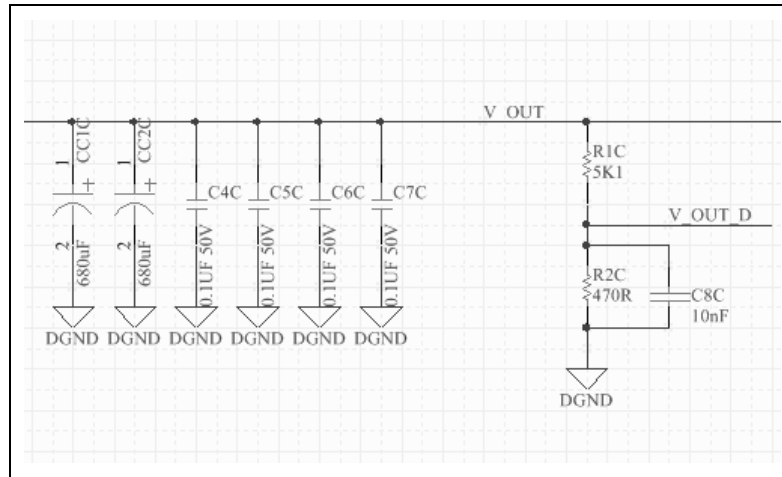 V_OUT
1
CC1C
1
CC2C
+
+
R1C
5K1
C4C
C5C
C6C
C7C
V_OUT_D
2
680uF
2
680uF
0.1UF 50V
0.1UF 50V
0.1UF 50V
0.1UF 50V
R2C
470R
C8C
10nF
DGND
DGND
DGND
DGND
DGND
DGND
DGND